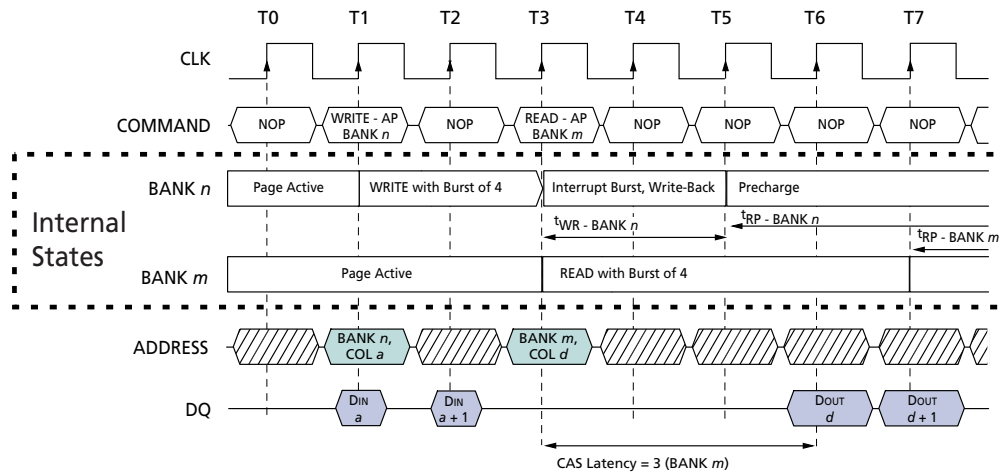 T0 T1 T2 T3 T4 T5 T6 T7
CLK
COMMAND NOP WRITE - AP BANK n NOP READ - AP BANK m NOP NOP NOP NOP
Internal States
BANK n Page Active WRITE with Burst of 4 Interrupt Burst, Write-Back Precharge
tWR - BANK n tRP - BANK n
tRP - BANK m
BANK m Page Active READ with Burst of 4
ADDRESS BANK n, COL a BANK m, COL d
DQ DIN a DIN a + 1 DOUT d DOUT d + 1
CAS Latency = 3 (BANK m)